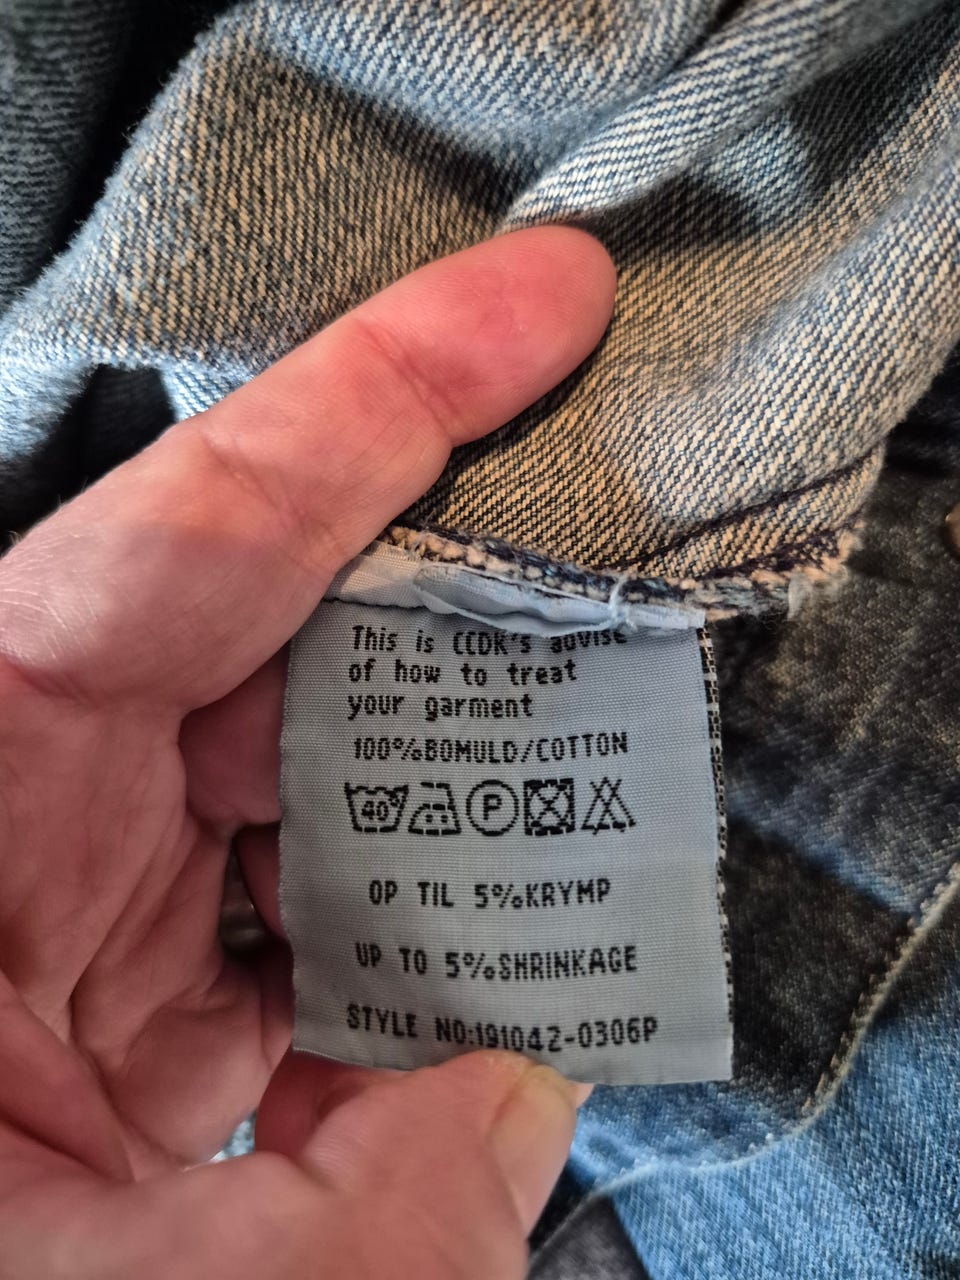 This is CCDK's advise
of how to treat
your garment
100%BOMULD/COTTON
40° P
OP TIL 5%KRYMP
UP TO 5%SHRINKAGE
STYLE NO:191042-0306P